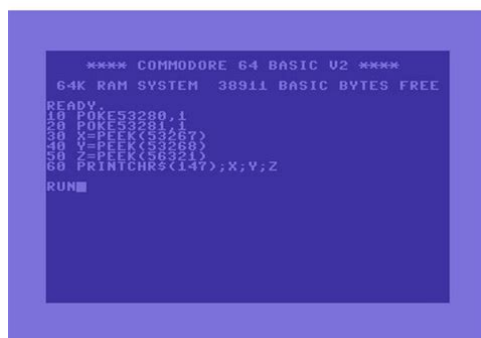 **** COMMODORE 64 BASIC V2 ****
64K RAM SYSTEM 38911 BASIC BYTES FREE
READY.
10 POKE53280,1
20 POKE53281,1
30 X=PEEK(53267)
40 Y=PEEK(53268)
50 Z=PEEK(56321)
60 PRINTCHR$(147);X;Y;Z
RUN